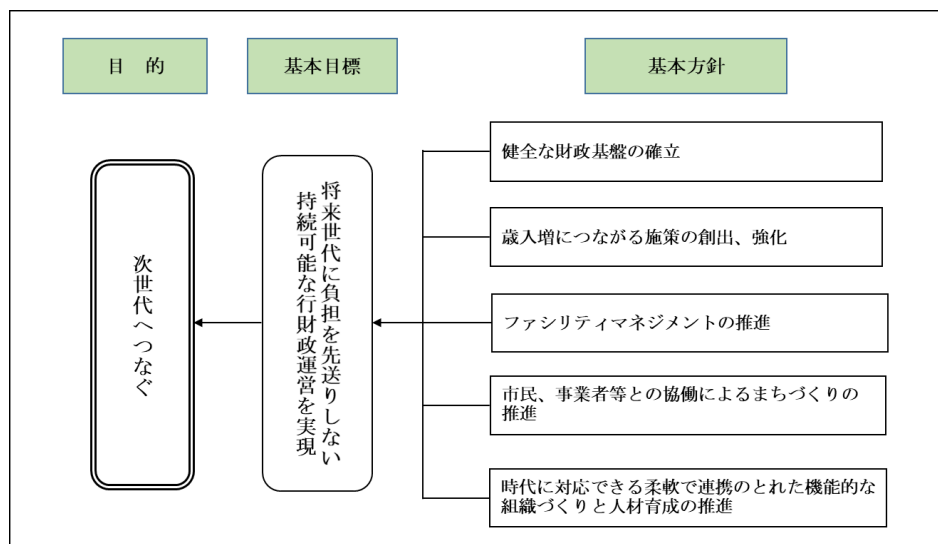 目　的
基本目標
基本方針
次世代へつなぐ
将来世代に負担を先送りしない
持続可能な行財政運営を実現
健全な財政基盤の確立
歳入増につながる施策の創出、強化
ファシリティマネジメントの推進
市民、事業者等との協働によるまちづくりの
推進
時代に対応できる柔軟で連携のとれた機能的な
組織づくりと人材育成の推進